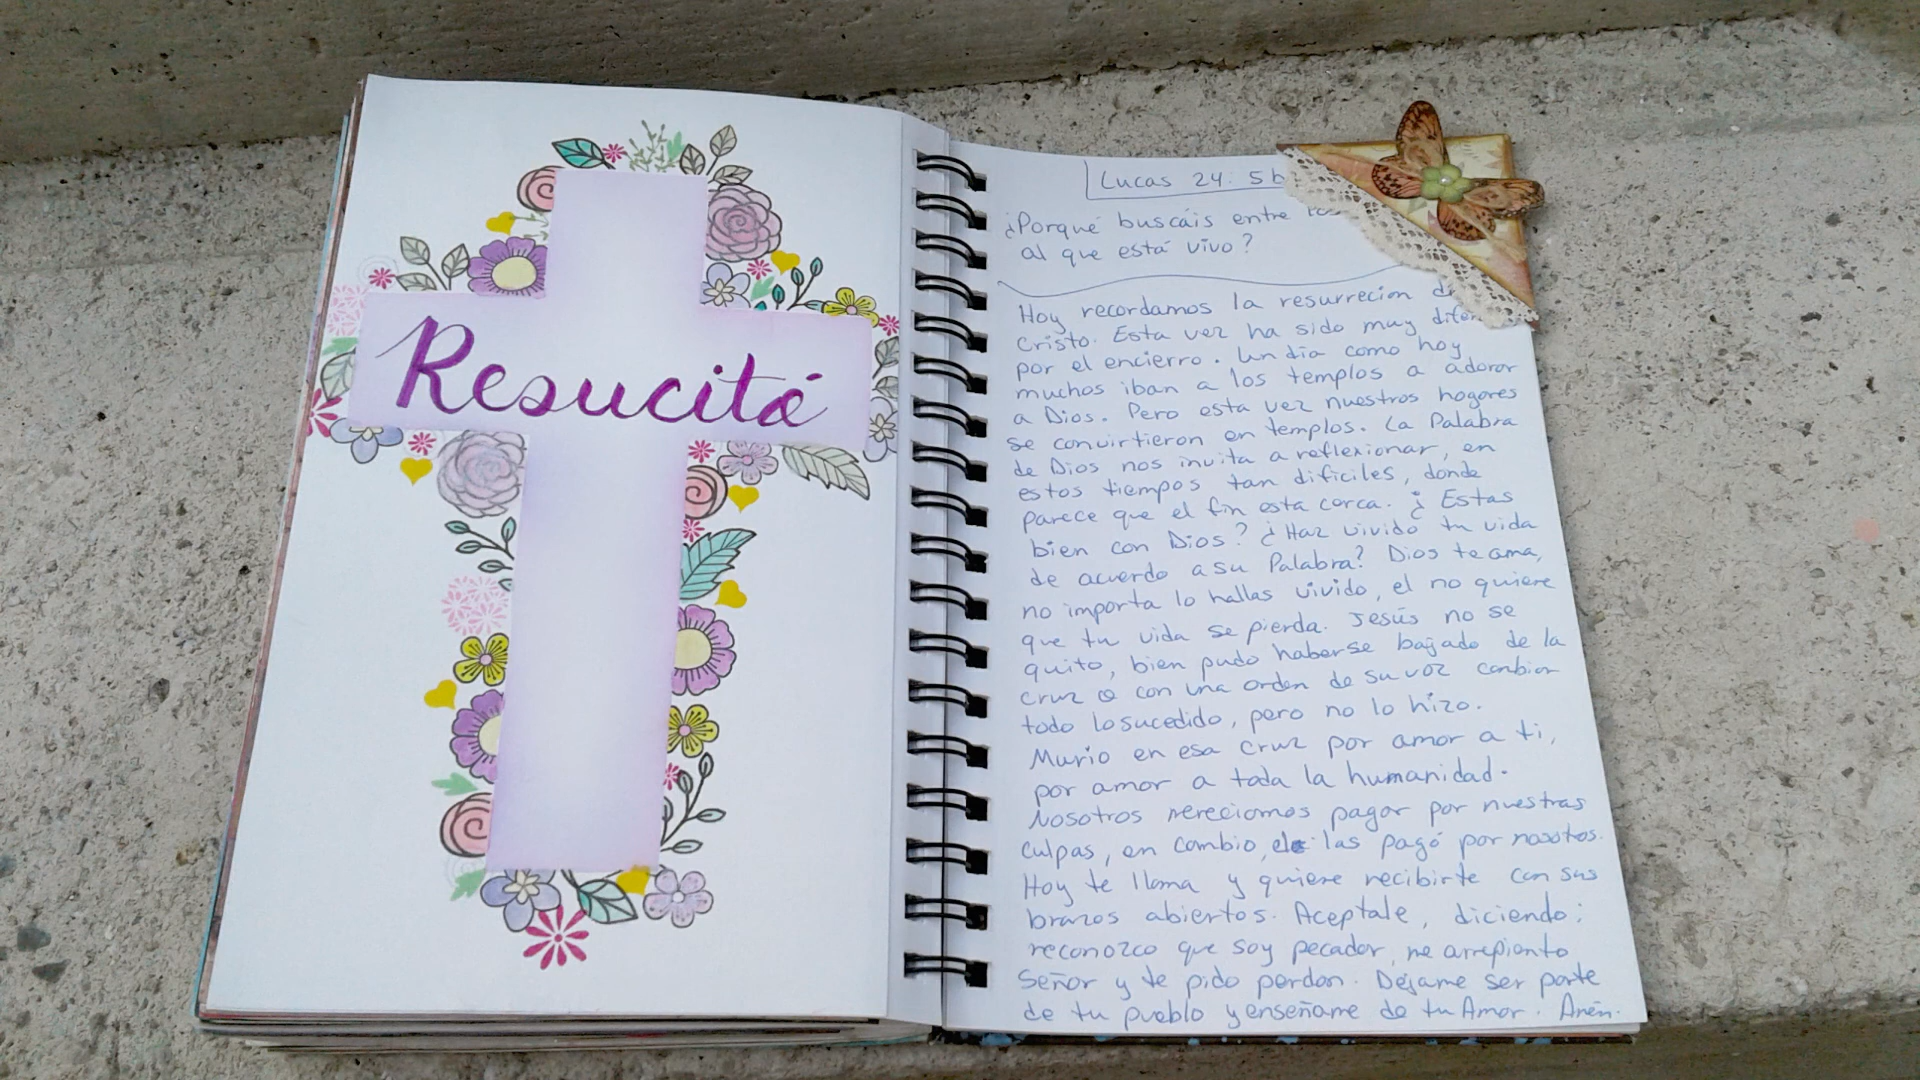 Resucitó
Lucas 24: 5b
¿Porqué buscáis entre los
al que está vivo?
Hoy recordamos la resurrecion
Cristo. Esta vez ha sido muy
por el encierro. Un dia como hoy
muchos iban a los templos a adorar
a Dios. Pero esta vez nuestros hogares
se convirtieron en templos. La Palabra
de Dios nos invita a reflexionar, en
estos tiempos tan dificiles, donde
parece que el fin esta cerca. ¿Estas
bien con Dios? ¿Haz vivido tu vida
de acuerdo a su Palabra? Dios te ama,
no importa lo hallas vivido, el no quiere
que tu vida se pierda. Jesús no se
quito, bien pudo haberse bajado de la
cruz o con una orden de su voz cambiar
todo lo sucedido, pero no lo hizo.
Murio en esa cruz por amor a ti,
por amor a toda la humanidad.
Nosotros mereciamos pagar por nuestras
culpas, en cambio, el las pagó por nosotros.
Hoy te llama y quiere recibirte con sus
brazos abiertos. Aceptale, diciendo:
reconozco que soy pecador, me arrepiento
Señor y te pido perdon. Déjame ser parte
de tu pueblo y enseñame de tu Amor. Amén.